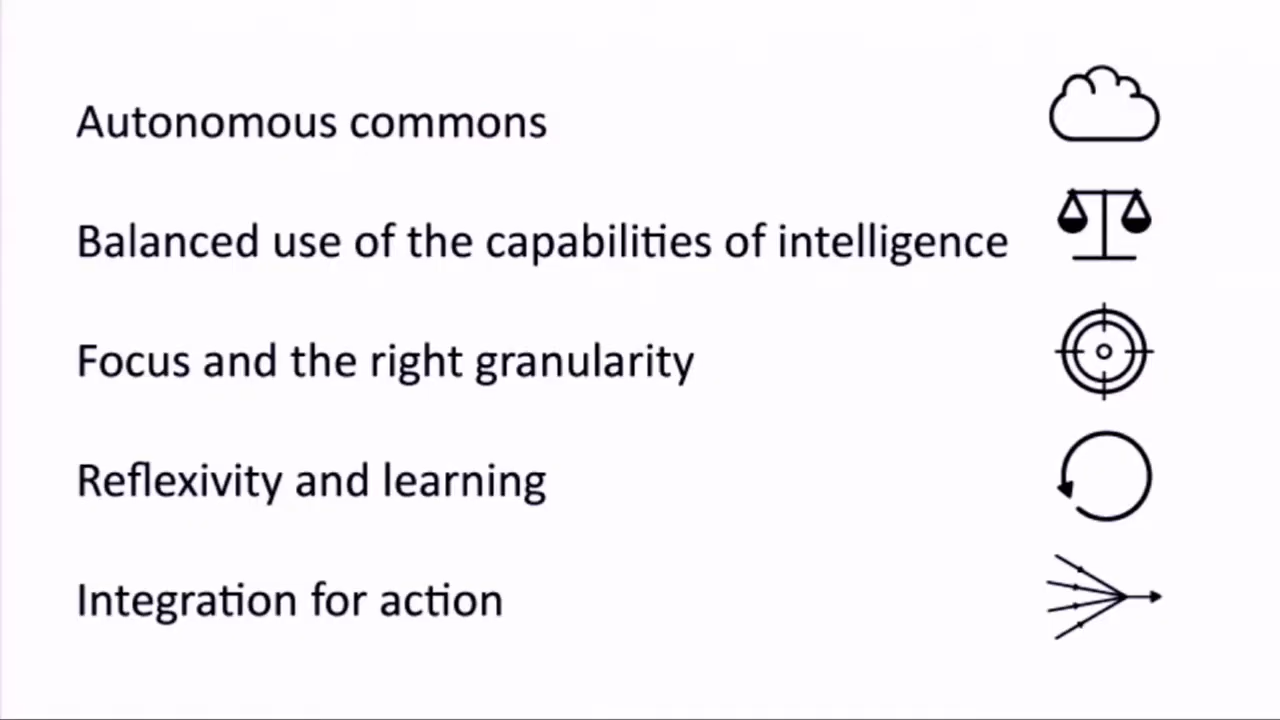 Autonomous commons
Balanced use of the capabilities of intelligence
Focus and the right granularity
Reflexivity and learning
Integration for action